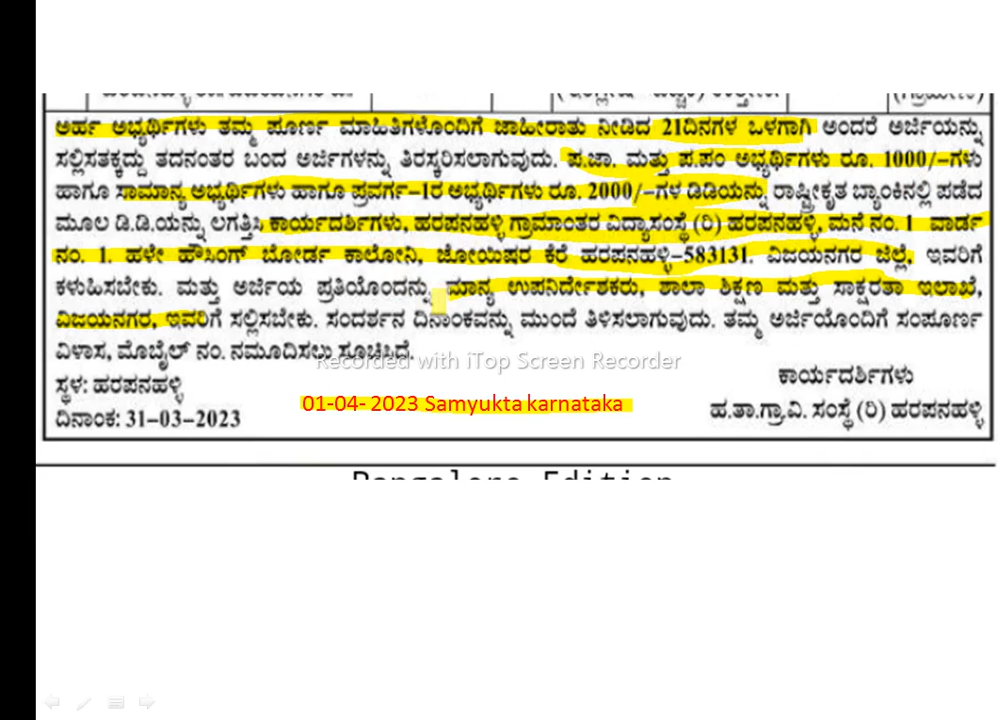 ಅರ್ಹ ಅಭ್ಯರ್ಥಿಗಳು ತಮ್ಮ ಪೂರ್ಣ ಮಾಹಿತಿಗಳೊಂದಿಗೆ ಜಾಹೀರಾತು ನೀಡಿದ 21ದಿನಗಳ ಒಳಗಾಗಿ ಅಂದರೆ ಅರ್ಜಿಯನ್ನು
ಸಲ್ಲಿಸತಕ್ಕದ್ದು ತದನಂತರ ಬಂದ ಅರ್ಜಿಗಳನ್ನು ತಿರಸ್ಕರಿಸಲಾಗುವುದು. ಪ.ಜಾ. ಮತ್ತು ಪ.ಪಂ ಅಭ್ಯರ್ಥಿಗಳು ರೂ. 1000/-ಗಳು
ಹಾಗೂ ಸಾಮಾನ್ಯ ಅಭ್ಯರ್ಥಿಗಳು ಹಾಗೂ ಪ್ರವರ್ಗ-1ರ ಅಭ್ಯರ್ಥಿಗಳು ರೂ. 2000/-ಗಳ ಡಿಡಿಯನ್ನು ರಾಷ್ಟ್ರೀಕೃತ ಬ್ಯಾಂಕಿನಲ್ಲಿ ಪಡೆದ
ಮೂಲ ಡಿ.ಡಿ.ಯನ್ನು ಲಗತ್ತಿಸಿ ಕಾರ್ಯದರ್ಶಿಗಳು, ಹರಪನಹಳ್ಳಿ ಗ್ರಾಮಾಂತರ ವಿದ್ಯಾಸಂಸ್ಥೆ (ರಿ) ಹರಪನಹಳ್ಳಿ, ಮನೆ ನಂ. 1 ವಾರ್ಡ
ನಂ. 1. ಹಳೇ ಹೌಸಿಂಗ್ ಬೋರ್ಡ ಕಾಲೋನಿ, ಜೋಯಿಷರ ಕೆರೆ ಹರಪನಹಳ್ಳಿ-583131. ವಿಜಯನಗರ ಜಿಲ್ಲೆ, ಇವರಿಗೆ
ಕಳುಹಿಸಬೇಕು. ಮತ್ತು ಅರ್ಜಿಯ ಪ್ರತಿಯೊಂದನ್ನು ಮಾನ್ಯ ಉಪನಿರ್ದೇಶಕರು, ಶಾಲಾ ಶಿಕ್ಷಣ ಮತ್ತು ಸಾಕ್ಷರತಾ ಇಲಾಖೆ,
ವಿಜಯನಗರ, ಇವರಿಗೆ ಸಲ್ಲಿಸಬೇಕು. ಸಂದರ್ಶನ ದಿನಾಂಕವನ್ನು ಮುಂದೆ ತಿಳಿಸಲಾಗುವುದು. ತಮ್ಮ ಅರ್ಜಿಯೊಂದಿಗೆ ಸಂಪೂರ್ಣ
ವಿಳಾಸ, ಮೊಬೈಲ್ ನಂ. ನಮೂದಿಸಲು ಸೂಚಿಸಿದೆ.
Recorded with iTop Screen Recorder
ಸ್ಥಳ: ಹರಪನಹಳ್ಳಿ
ಕಾರ್ಯದರ್ಶಿಗಳು
01-04- 2023 Samyukta karnataka
ದಿನಾಂಕ: 31-03-2023
ಹ.ತಾ.ಗ್ರಾ.ವಿ. ಸಂಸ್ಥೆ (ರಿ) ಹರಪನಹಳ್ಳಿ
Bangalore Edition